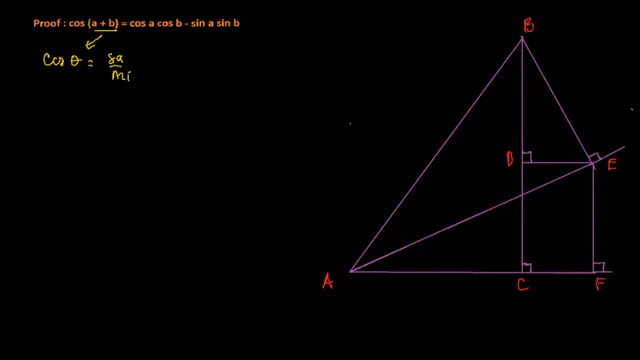 Proof : cos (a + b) = cos a cos b - sin a sin b
Cos θ = sa
mi
B
D
E
A
C
F